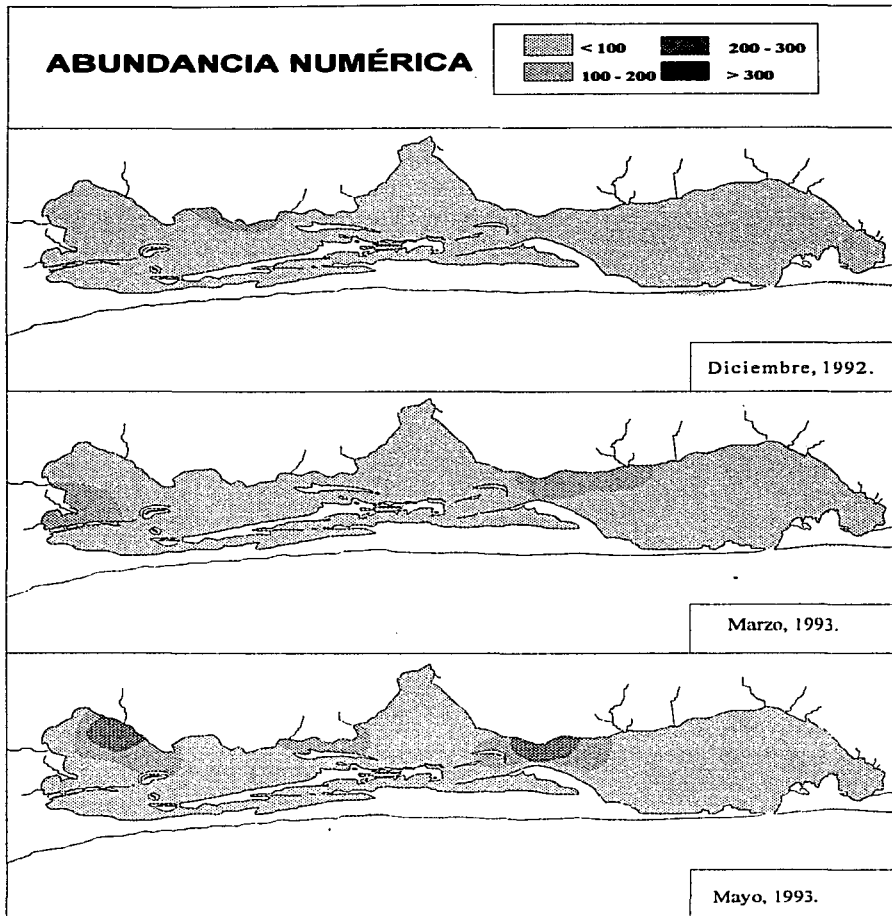 ABUNDANCIA NUMÉRICA
< 100
200 - 300
100 - 200
> 300
Diciembre, 1992.
Marzo, 1993.
Mayo, 1993.